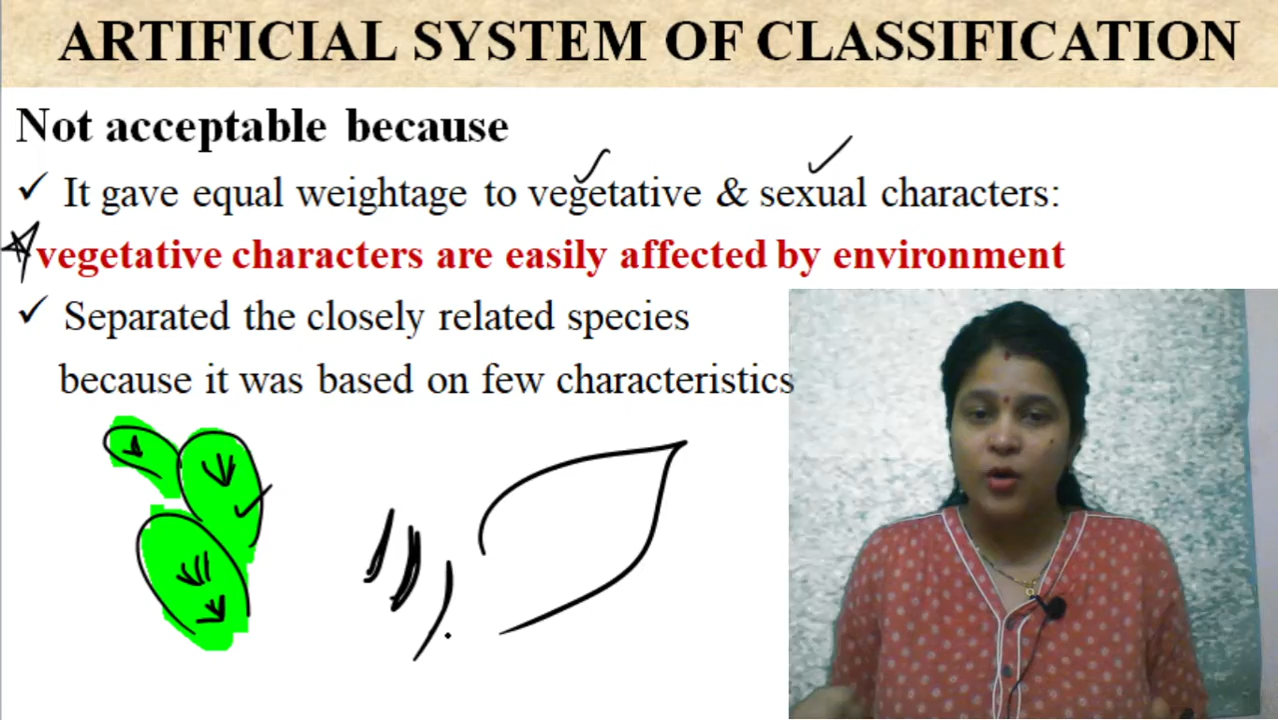 ARTIFICIAL SYSTEM OF CLASSIFICATION
Not acceptable because
✓ It gave equal weightage to vegetative & sexual characters:
vegetative characters are easily affected by environment
✓ Separated the closely related species
because it was based on few characteristics